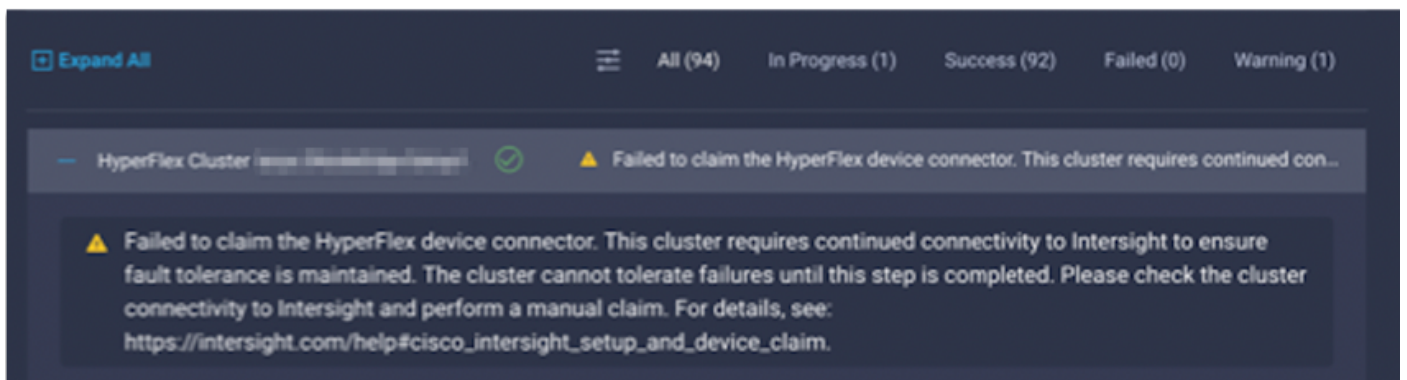 Expand All All (94) In Progress (1) Success (92) Failed (0) Warning (1)
HyperFlex Cluster Failed to claim the HyperFlex device connector. This cluster requires continued con...
Failed to claim the HyperFlex device connector. This cluster requires continued connectivity to Intersight to ensure
fault tolerance is maintained. The cluster cannot tolerate failures until this step is completed. Please check the cluster
connectivity to Intersight and perform a manual claim. For details, see:
https://intersight.com/help#cisco_intersight_setup_and_device_claim.